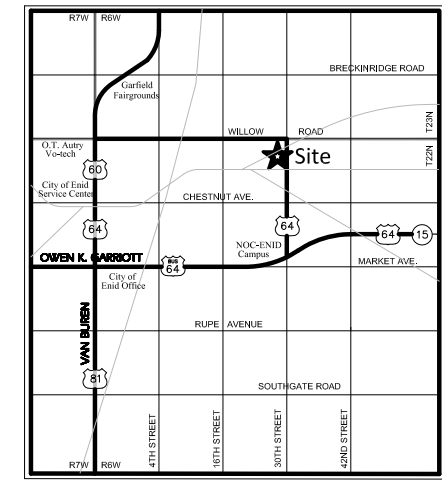 R7W R6W
BRECKINRIDGE ROAD
Garfield
Fairgrounds
T23N
WILLOW ROAD
O.T. Autry
Vo-tech
Site
T22N
60
City of Enid
Service Center
CHESTNUT AVE.
64
64
NOC-ENID
Campus
64
15
OWEN K. GARRIOTT
BUS
64
MARKET AVE.
City of
Enid Office
RUPE AVENUE
VAN BUREN
81
SOUTHGATE ROAD
4TH STREET
16TH STREET
30TH STREET
42ND STREET
R7W R6W